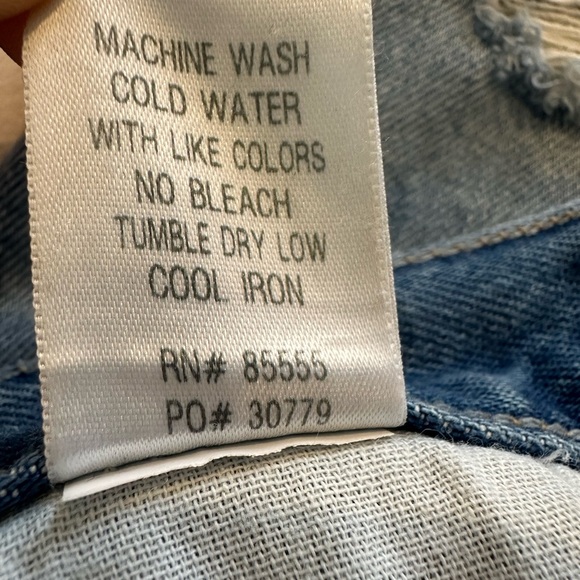 MACHINE WASH
COLD WATER
WITH LIKE COLORS
NO BLEACH
TUMBLE DRY LOW
COOL IRON
RN# 85555
PO# 30779